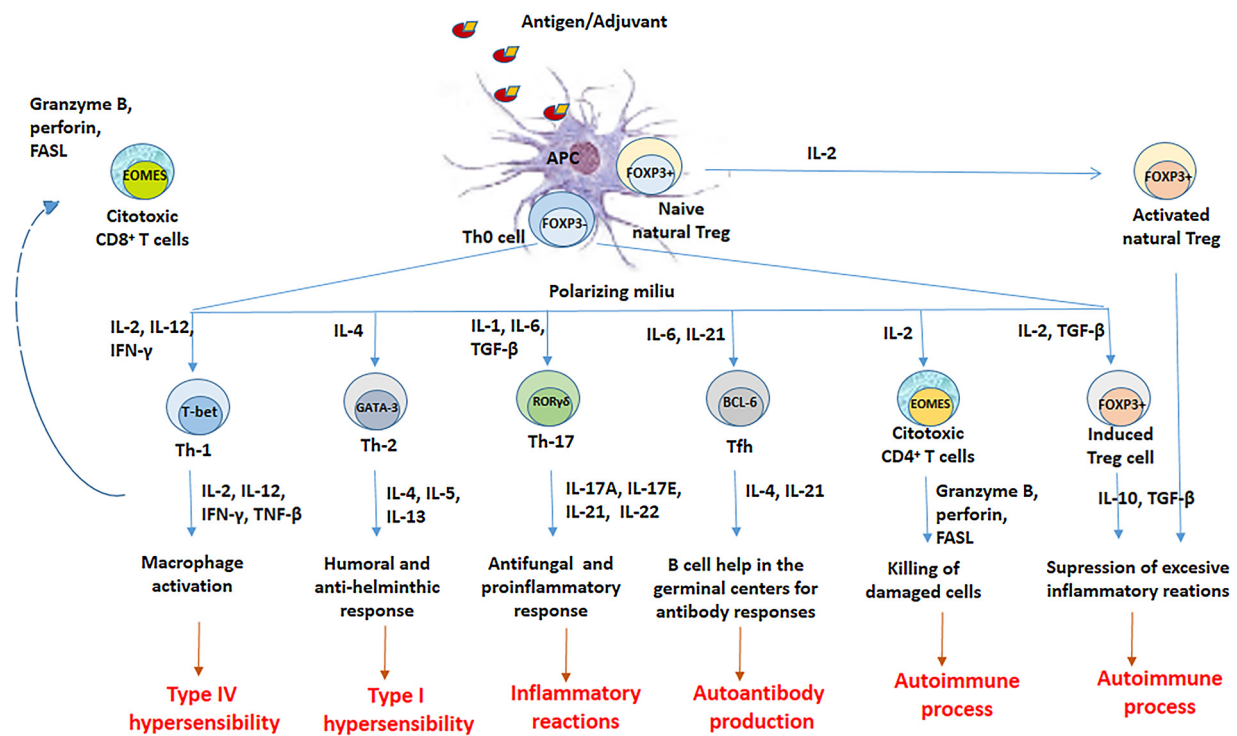 Antigen/Adjuvant
Granzyme B,
perforin,
FASL
EOMES
Citotoxic
CD8⁺ T cells
APC
FOXP3+
Naive
natural Treg
IL-2
FOXP3+
Activated
natural Treg
FOXP3-
Th0 cell
Polarizing miliu
IL-2, IL-12,
IFN-γ
IL-4
IL-1, IL-6,
TGF-β
IL-6, IL-21
IL-2
IL-2, TGF-β
T-bet
Th-1
GATA-3
Th-2
RORγδ
Th-17
BCL-6
Tfh
EOMES
Citotoxic
CD4⁺ T cells
FOXP3+
Induced
Treg cell
IL-2, IL-12,
IFN-γ, TNF-β
IL-4, IL-5,
IL-13
IL-17A, IL-17E,
IL-21, IL-22
IL-4, IL-21
Granzyme B,
perforin,
FASL
IL-10, TGF-β
Macrophage
activation
Humoral and
anti-helminthic
response
Antifungal and
proinflammatory
response
B cell help in the
germinal centers for
antibody responses
Killing of
damaged cells
Supression of excesive
inflammatory reations
Type IV
hypersensibility
Type I
hypersensibility
Inflammatory
reactions
Autoantibody
production
Autoimmune
process
Autoimmune
process